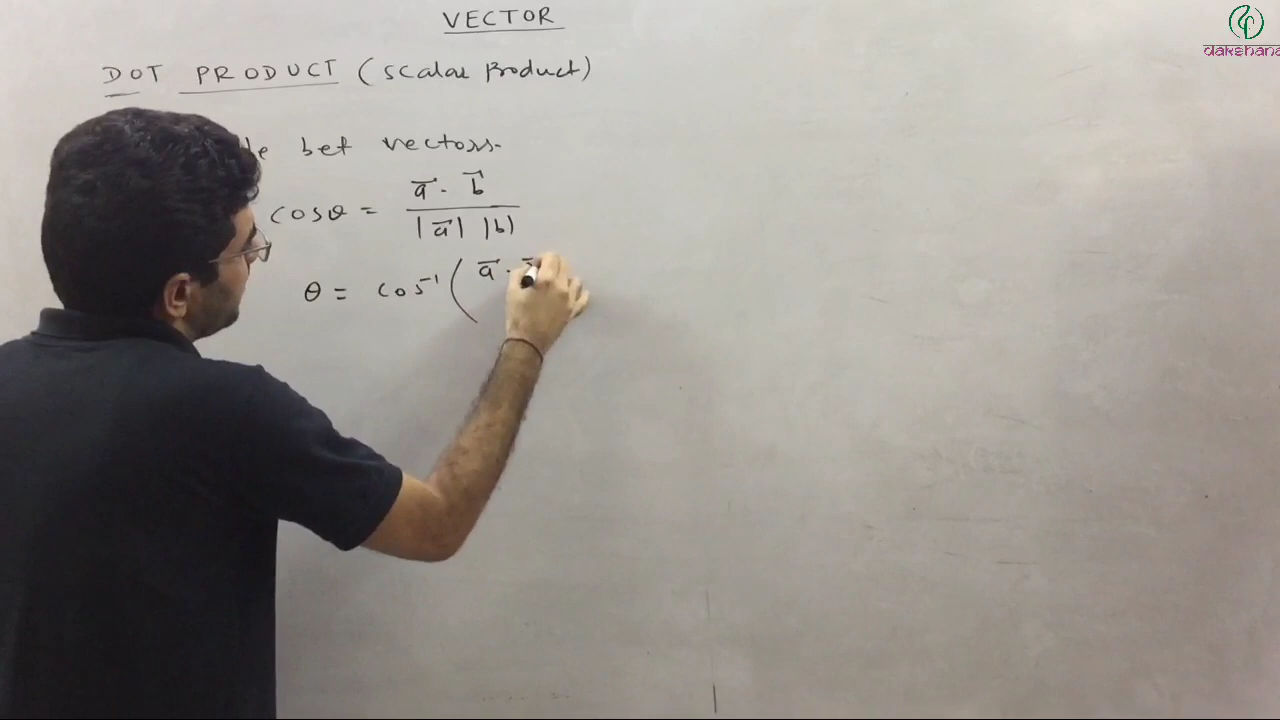 VECTOR
dakshana
DOT PRODUCT (scalar product)
bet vectors.
cosθ = a⃗ · b⃗ / |a⃗| |b|
θ = cos⁻¹ ( a⃗ ·